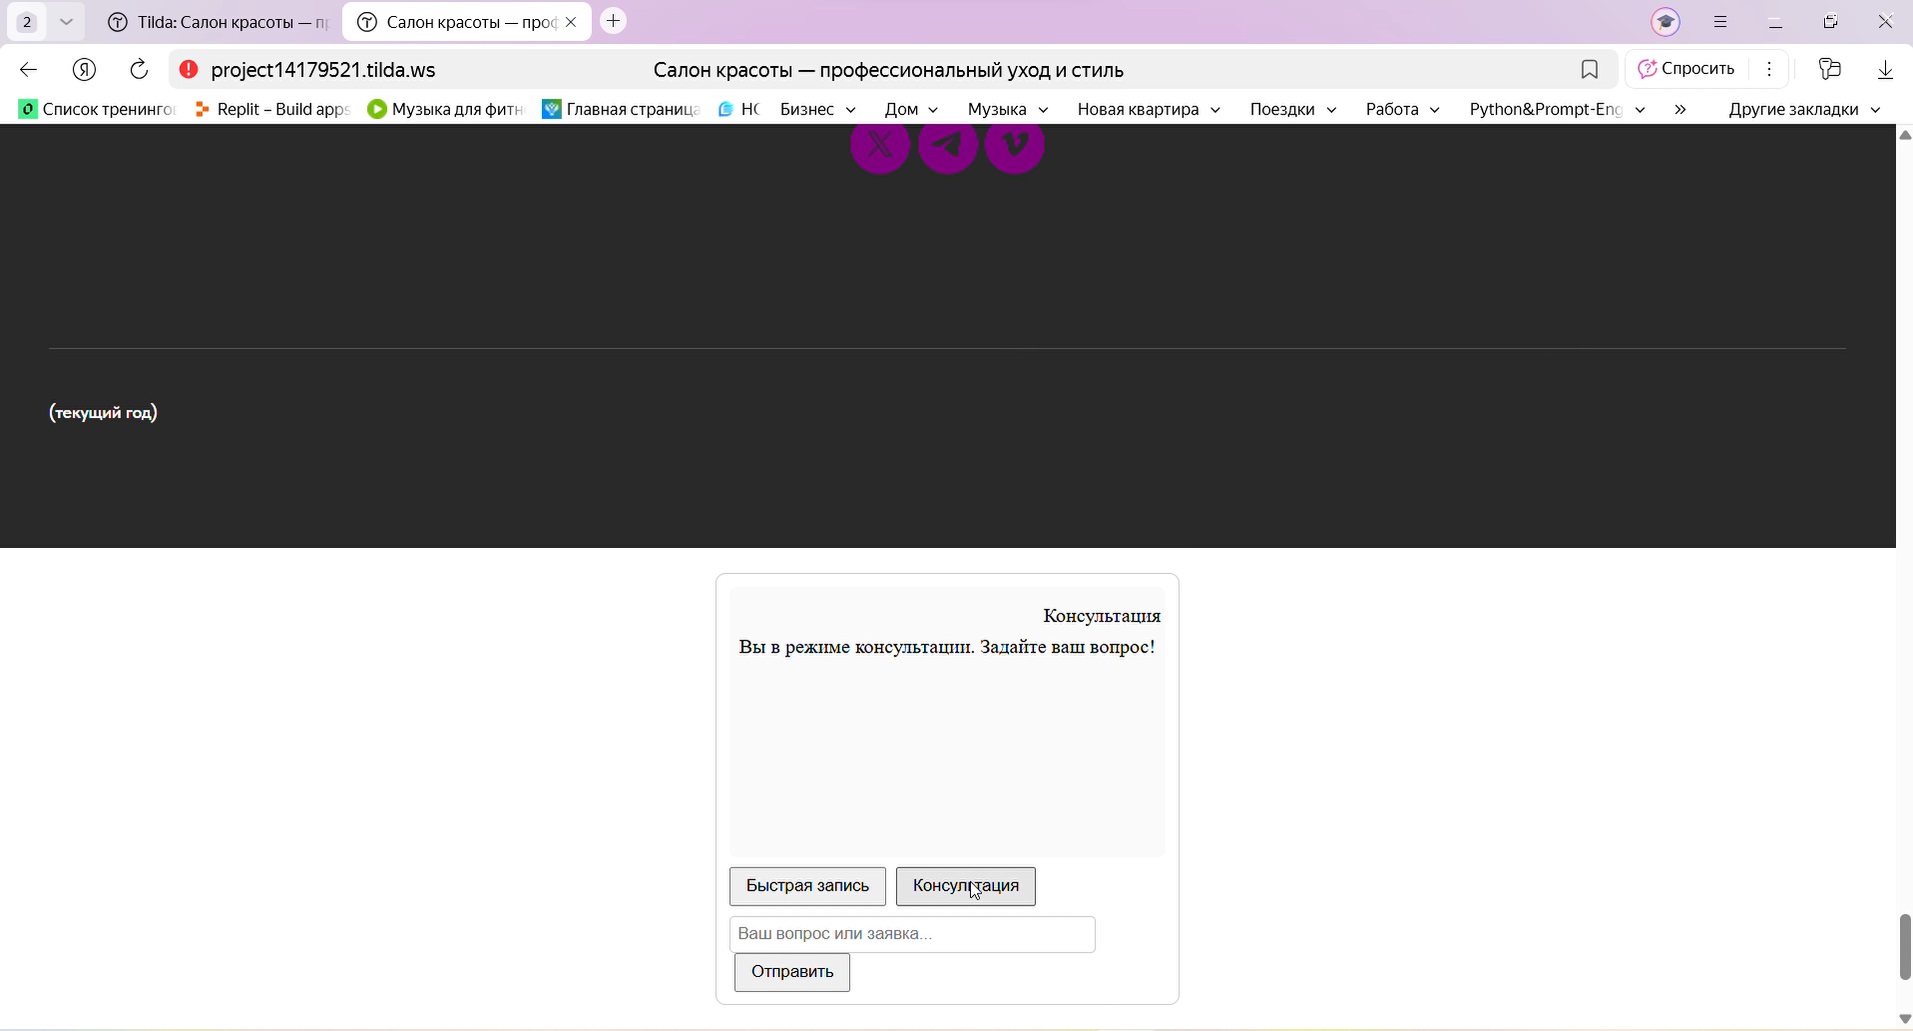 2
Tilda: Салон красоты — п
Салон красоты — проф
project14179521.tilda.ws
Салон красоты — профессиональный уход и стиль
Спросить
Список тренинго
Replit – Build apps
Музыка для фитн
Главная страница
НС
Бизнес
Дом
Музыка
Новая квартира
Поездки
Работа
Python&Prompt-Eng
»
Другие закладки
(текущий год)
Консультация
Вы в режиме консультации. Задайте ваш вопрос!
Быстрая запись
Консультация
Ваш вопрос или заявка...
Отправить